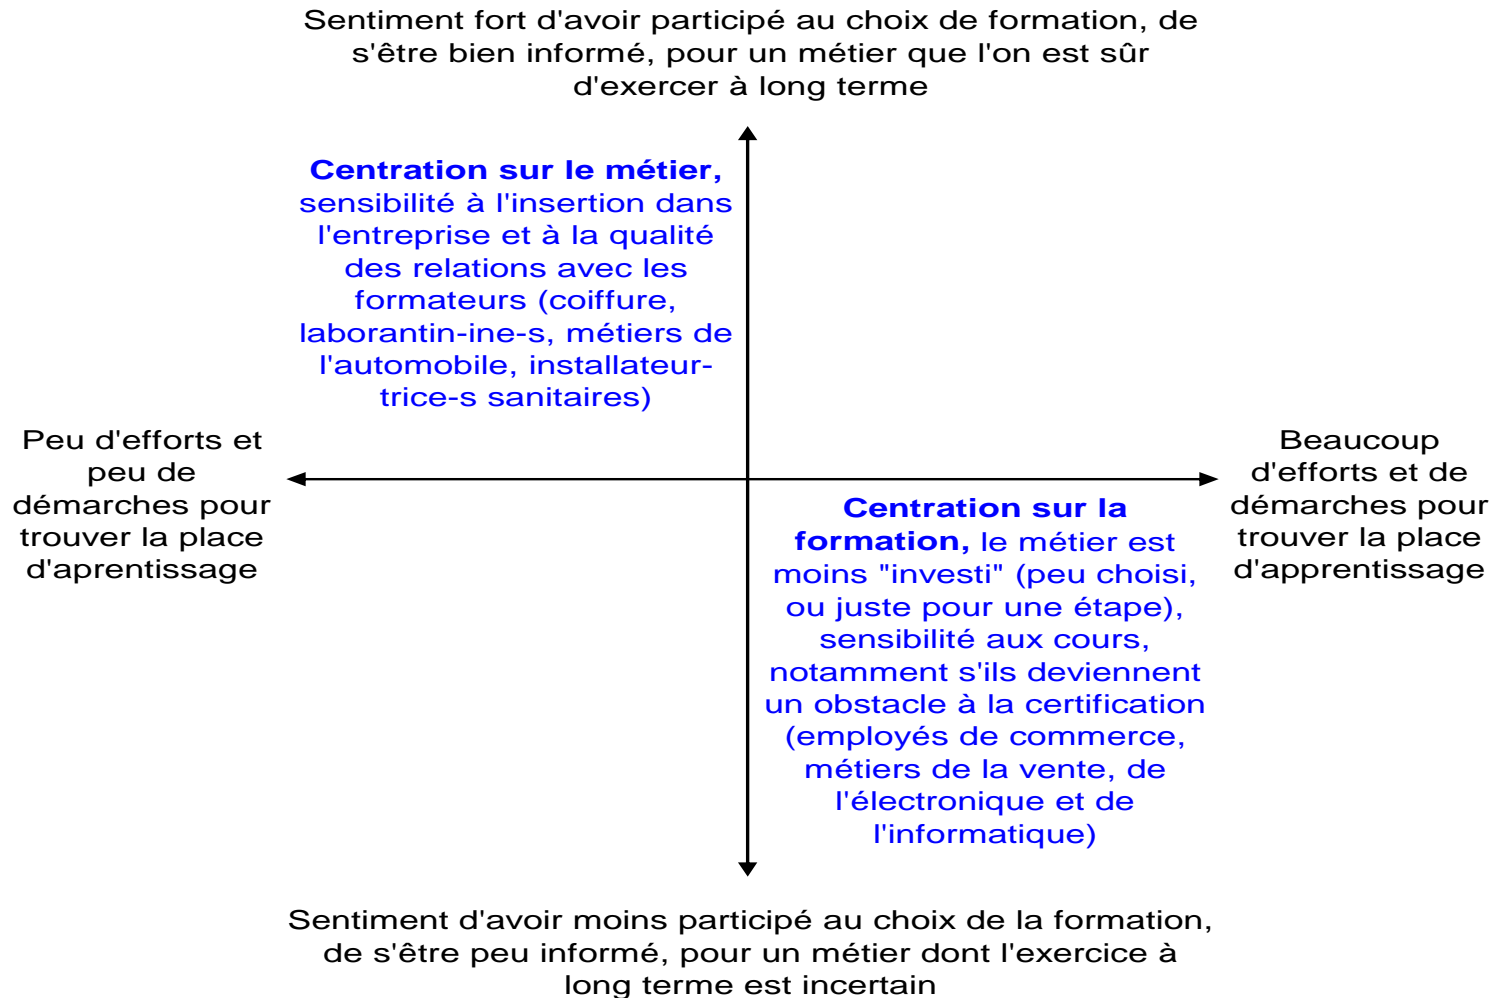 Sentiment fort d'avoir participé au choix de formation, de
s'être bien informé, pour un métier que l'on est sûr
d'exercer à long terme
Centration sur le métier,
sensibilité à l'insertion dans
l'entreprise et à la qualité
des relations avec les
formateurs (coiffure,
laborantin-ine-s, métiers de
l'automobile, installateur-
trice-s sanitaires)
Peu d'efforts et
peu de
démarches pour
trouver la place
d'aprentissage
Beaucoup
d'efforts et de
démarches pour
trouver la place
d'apprentissage
Centration sur la
formation, le métier est
moins "investi" (peu choisi,
ou juste pour une étape),
sensibilité aux cours,
notamment s'ils deviennent
un obstacle à la certification
(employés de commerce,
métiers de la vente, de
l'électronique et de
l'informatique)
Sentiment d'avoir moins participé au choix de la formation,
de s'être peu informé, pour un métier dont l'exercice à
long terme est incertain